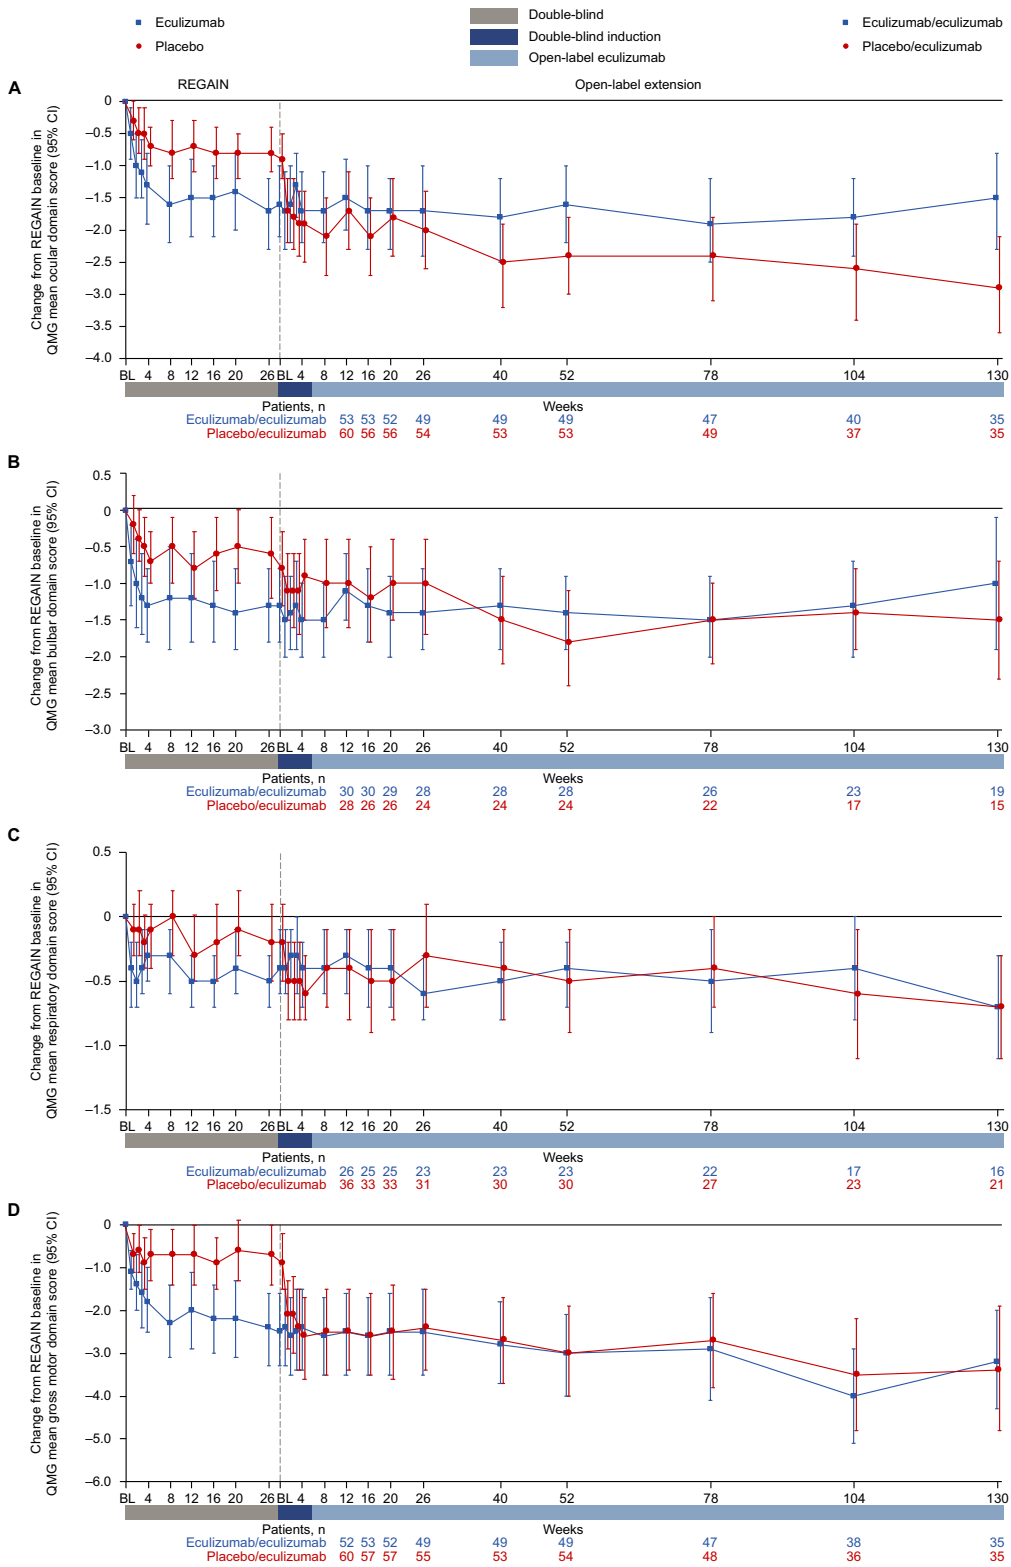 Eculizumab
Placebo
Double-blind
Double-blind induction
Open-label eculizumab
Eculizumab/eculizumab
Placebo/eculizumab
A
REGAIN
Open-label extension
Change from REGAIN baseline in
QMG mean ocular domain score (95% CI)
0
–0.5
–1.0
–1.5
–2.0
–2.5
–3.0
–3.5
–4.0
BL 4 8 12 16 20 26 BL 4 8 12 16 20 26 40 52 78 104 130
Patients, n
Weeks
Eculizumab/eculizumab 53 53 52 49 49 49 47 40 35
Placebo/eculizumab 60 56 56 54 53 53 49 37 35
B
Change from REGAIN baseline in
QMG mean bulbar domain score (95% CI)
0.5
0
–0.5
–1.0
–1.5
–2.0
–2.5
–3.0
BL 4 8 12 16 20 26 BL 4 8 12 16 20 26 40 52 78 104 130
Patients, n
Weeks
Eculizumab/eculizumab 30 30 29 28 28 28 26 23 19
Placebo/eculizumab 28 26 26 24 24 24 22 17 15
C
Change from REGAIN baseline in
QMG mean respiratory domain score (95% CI)
0.5
0
–0.5
–1.0
–1.5
BL 4 8 12 16 20 26 BL 4 8 12 16 20 26 40 52 78 104 130
Patients, n
Weeks
Eculizumab/eculizumab 26 25 25 23 23 23 22 17 16
Placebo/eculizumab 36 33 33 31 30 30 27 23 21
D
Change from REGAIN baseline in
QMG mean gross motor domain score (95% CI)
0
–1.0
–2.0
–3.0
–4.0
–5.0
–6.0
BL 4 8 12 16 20 26 BL 4 8 12 16 20 26 40 52 78 104 130
Patients, n
Weeks
Eculizumab/eculizumab 52 53 52 49 49 49 47 38 35
Placebo/eculizumab 60 57 57 55 53 54 48 36 35